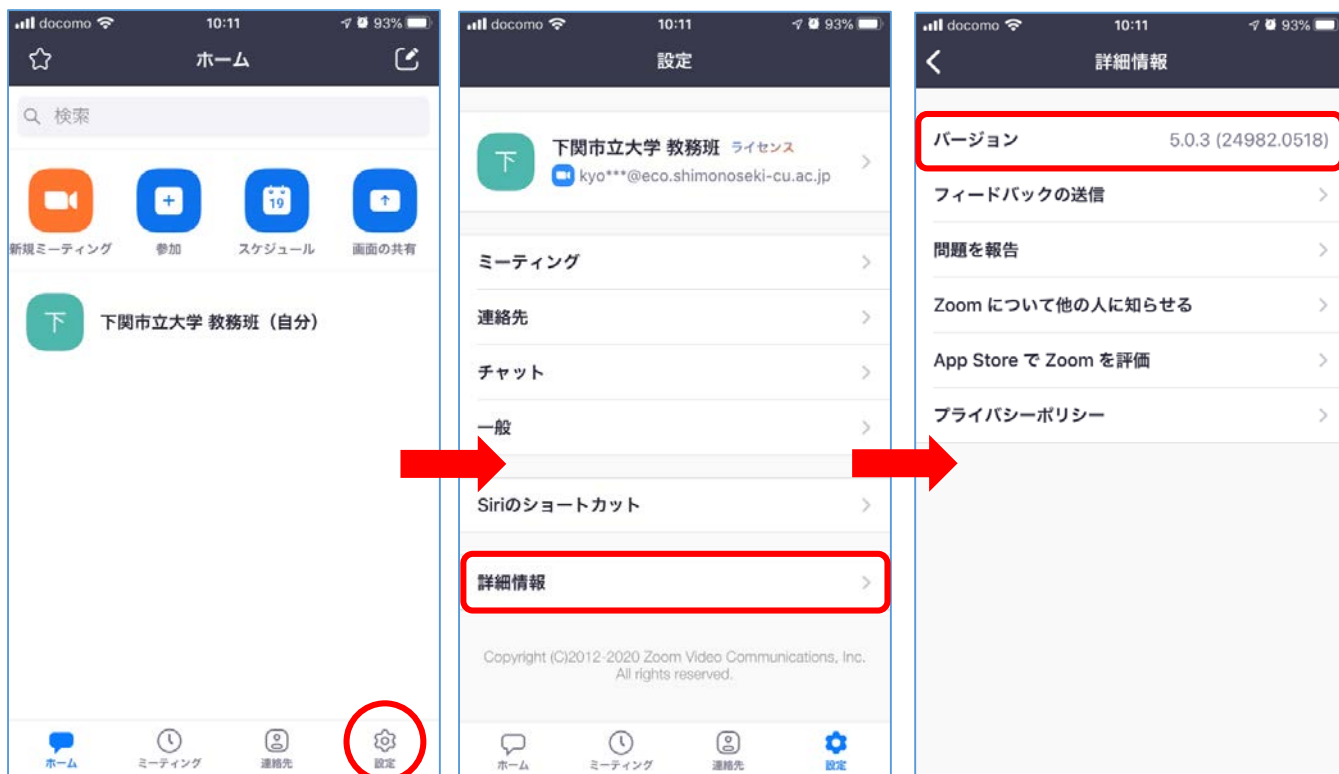 docomo 10:11 93%
ホーム
検索
19
新規ミーティング 参加 スケジュール 画面の共有
下 下関市立大学 教務班（自分）
ホーム ミーティング 連絡先 設定
docomo 10:11 93%
設定
下 下関市立大学 教務班 ライセンス
kyo***@eco.shimonoseki-cu.ac.jp
ミーティング
連絡先
チャット
一般
Siriのショートカット
詳細情報
Copyright (C)2012-2020 Zoom Video Communications, Inc.
All rights reserved.
ホーム ミーティング 連絡先 設定
docomo 10:11 93%
詳細情報
バージョン 5.0.3 (24982.0518)
フィードバックの送信
問題を報告
Zoom について他の人に知らせる
App Store で Zoom を評価
プライバシーポリシー